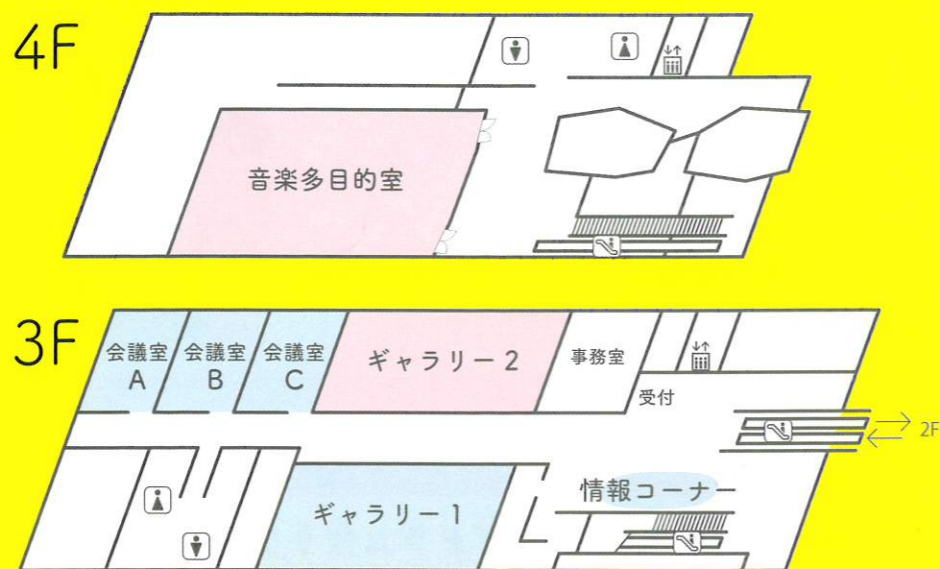 4F
音楽多目的室
3F
会議室
A
会議室
B
会議室
C
ギャラリー2
事務室
受付
2F
情報コーナー
ギャラリー1